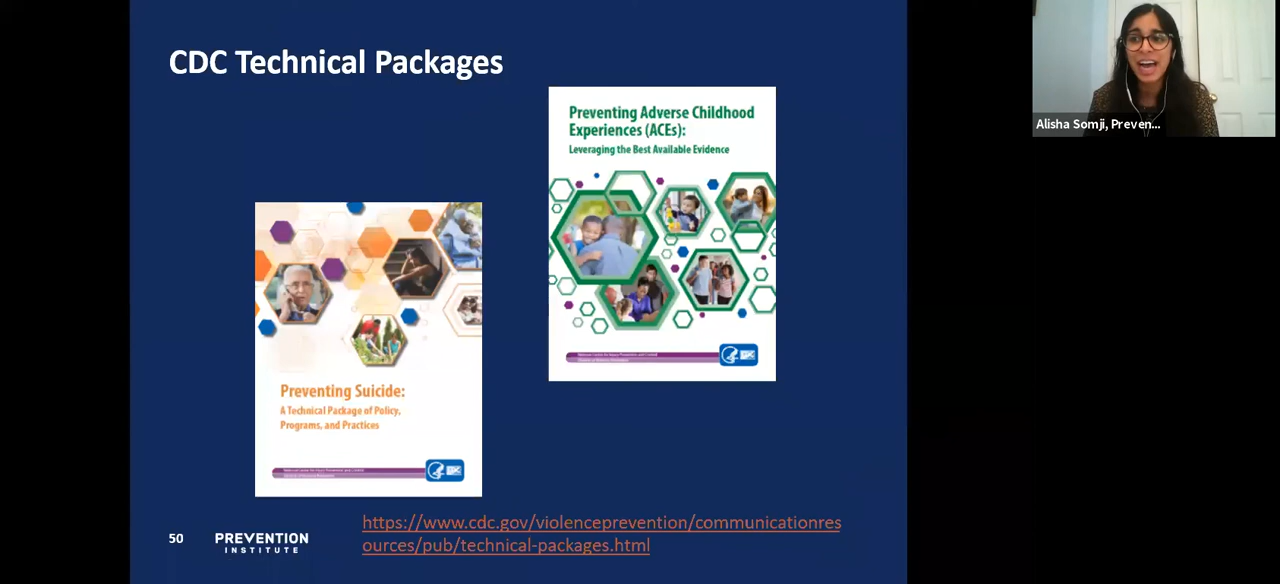 CDC Technical Packages
Preventing Adverse Childhood
Experiences (ACEs):
Leveraging the Best Available Evidence
Alisha Somji, Preven...
Preventing Suicide:
A Technical Package of Policy,
Programs, and Practices
https://www.cdc.gov/violenceprevention/communicationres
ources/pub/technical-packages.html
50
PREVENTION
INSTITUTE